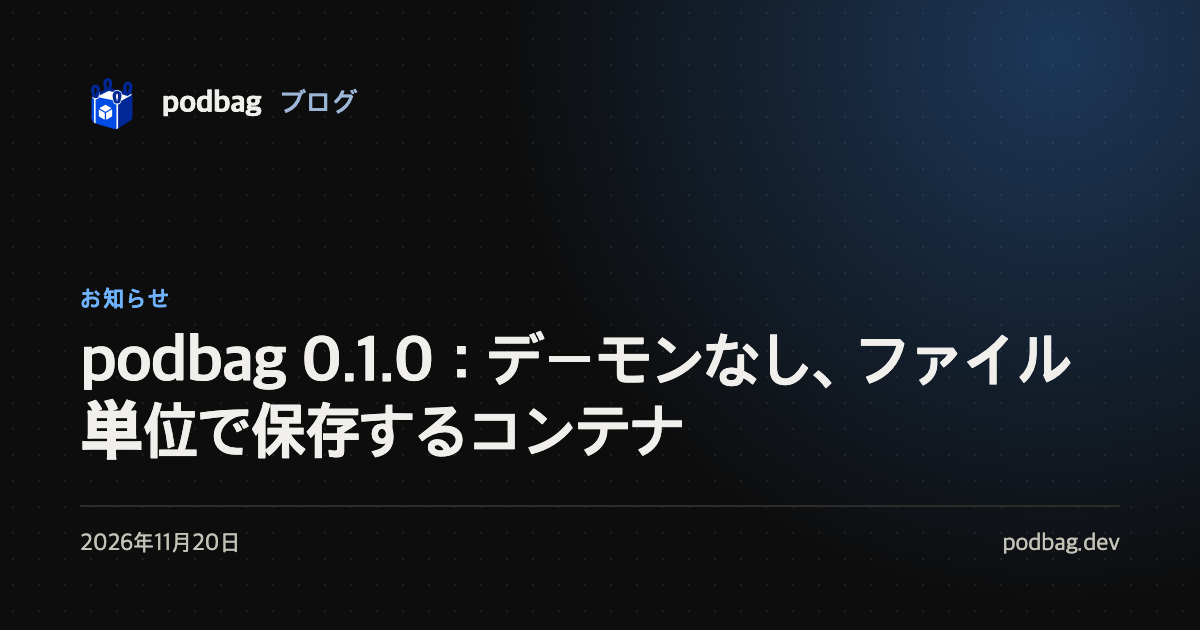 podbag ブログ
お知らせ
podbag 0.1.0：デーモンなし、ファイル
単位で保存するコンテナ
2026年11月20日
podbag.dev